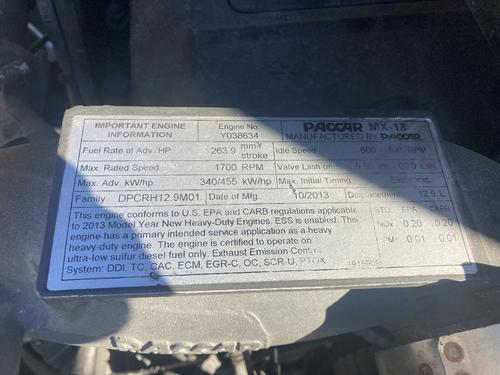 IMPORTANT ENGINE INFORMATION
Engine No. Y038634
PACCAR MX-13
MANUFACTURED BY PACCAR
Fuel Rate at Adv. HP 263.9 mm³/stroke Idle Speed 600 RPM
Max. Rated Speed 1700 RPM Valve Lash (mm)
Max. Adv. kW/hp 340/455 kW/hp Max. Initial Timing Electronic
Family DPCRH12.9M01 Date of Mfg. 10/2013 Displacement 12.9 L
This engine conforms to U.S. EPA and CARB regulations applicable
to 2013 Model Year New Heavy-Duty Engines. ESS is enabled. This
engine has a primary intended service application as a heavy
heavy-duty engine. The engine is certified to operate on
ultra-low sulfur diesel fuel only. Exhaust Emission Control
System: DDI, TC, CAC, ECM, EGR-C, OC, SCR-U, PTOX
STD EPA CARB
NOX 0.20 0.20
PM 0.01 0.01
PACCAR